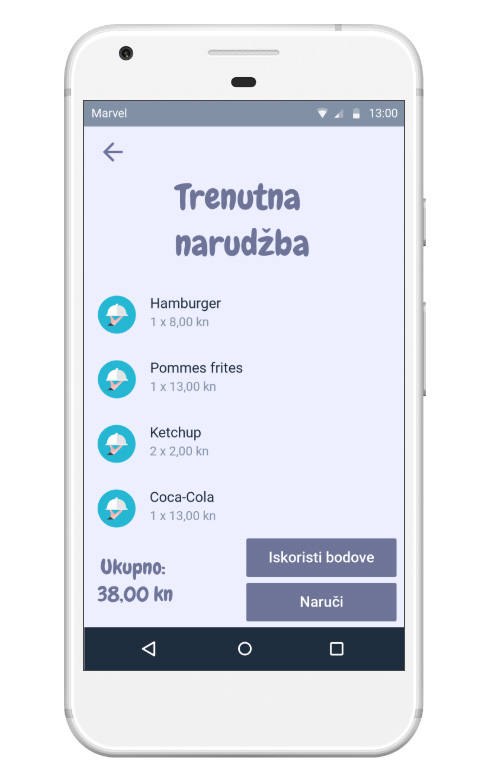 Marvel
13:00
Trenutna
narudžba
Hamburger
1 x 8,00 kn
Pommes frites
1 x 13,00 kn
Ketchup
2 x 2,00 kn
Coca-Cola
1 x 13,00 kn
Ukupno:
38,00 kn
Iskoristi bodove
Naruči